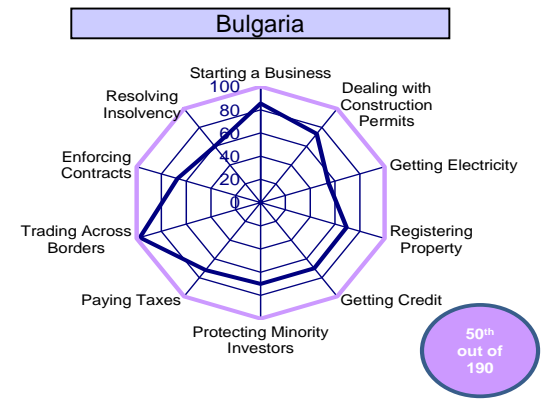 Bulgaria
Starting a Business
100
80
60
40
20
0
Dealing with
Construction
Permits
Getting Electricity
Registering
Property
Getting Credit
Protecting Minority
Investors
Paying Taxes
Trading Across
Borders
Enforcing
Contracts
Resolving
Insolvency
50th
out of
190